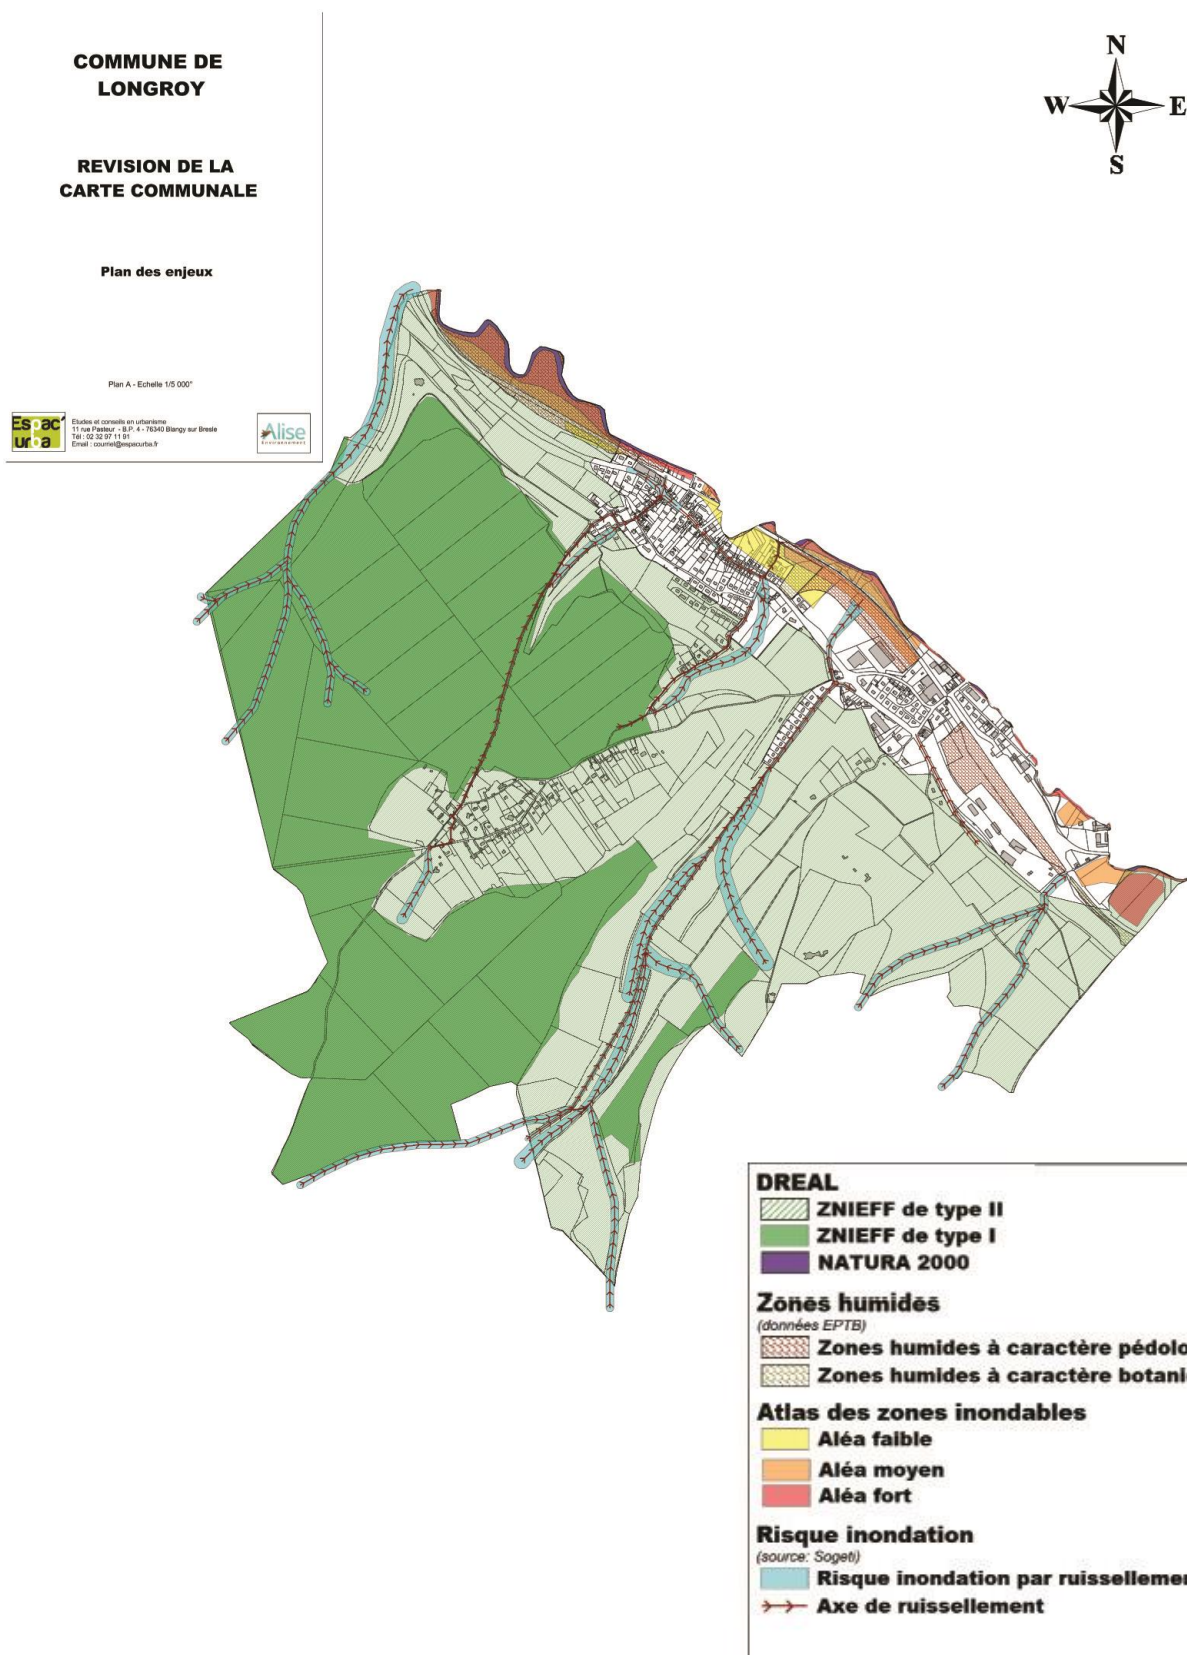 COMMUNE DE
LONGROY
REVISION DE LA
CARTE COMMUNALE
Plan des enjeux
Plan A - Echelle 1/5 000°
Espac'
urba
Etudes et conseils en urbanisme
11 rue Pasteur - B.P. 4 - 76340 Blangy sur Bresle
Tél : 02 32 97 11 91
Email : courriel@espacurba.fr
Alise
Environnement
N
W E
S
DREAL
ZNIEFF de type II
ZNIEFF de type I
NATURA 2000
Zones humides
(données EPTB)
Zones humides à caractère pédolo
Zones humides à caractère botani
Atlas des zones inondables
Aléa faible
Aléa moyen
Aléa fort
Risque inondation
(source: Sogeti)
Risque inondation par ruissellemen
Axe de ruissellement